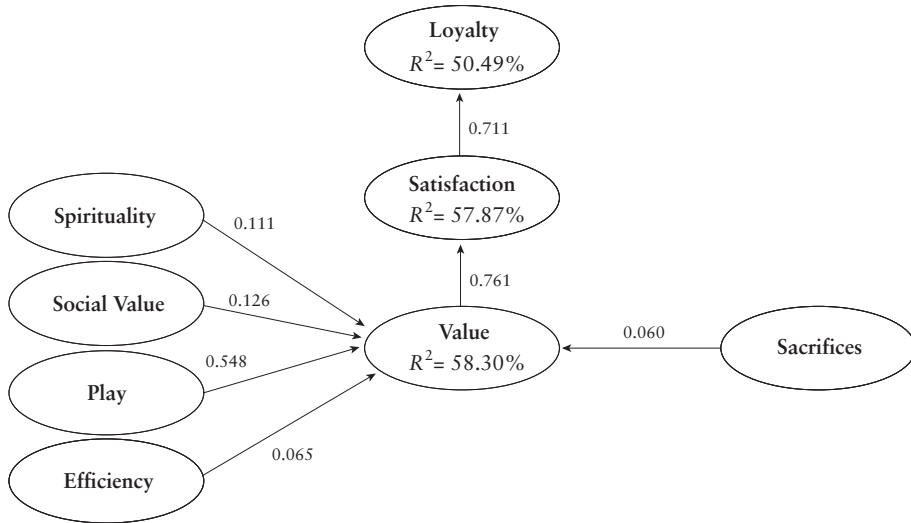 Loyalty
R²= 50.49%
0.711
Satisfaction
R²= 57.87%
Spirituality
0.111
0.761
Social Value
0.126
Value
R²= 58.30%
0.060
Sacrifices
0.548
Play
0.065
Efficiency